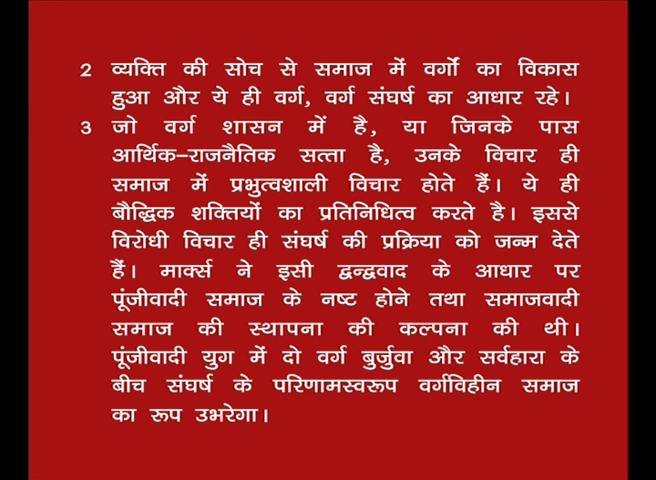 2 व्यक्ति की सोच से समाज में वर्गों का विकास
हुआ और ये ही वर्ग, वर्ग संघर्ष का आधार रहे।
3 जो वर्ग शासन में है, या जिनके पास
आर्थिक–राजनैतिक सत्ता है, उनके विचार ही
समाज में प्रभुत्वशाली विचार होते हैं। ये ही
बौद्धिक शक्तियों का प्रतिनिधित्व करते है। इससे
विरोधी विचार ही संघर्ष की प्रक्रिया को जन्म देते
हैं। मार्क्स ने इसी द्वन्द्ववाद के आधार पर
पूंजीवादी समाज के नष्ट होने तथा समाजवादी
समाज की स्थापना की कल्पना की थी।
पूंजीवादी युग में दो वर्ग बुर्जुवा और सर्वहारा के
बीच संघर्ष के परिणामस्वरूप वर्गविहीन समाज
का रूप उभरेगा।